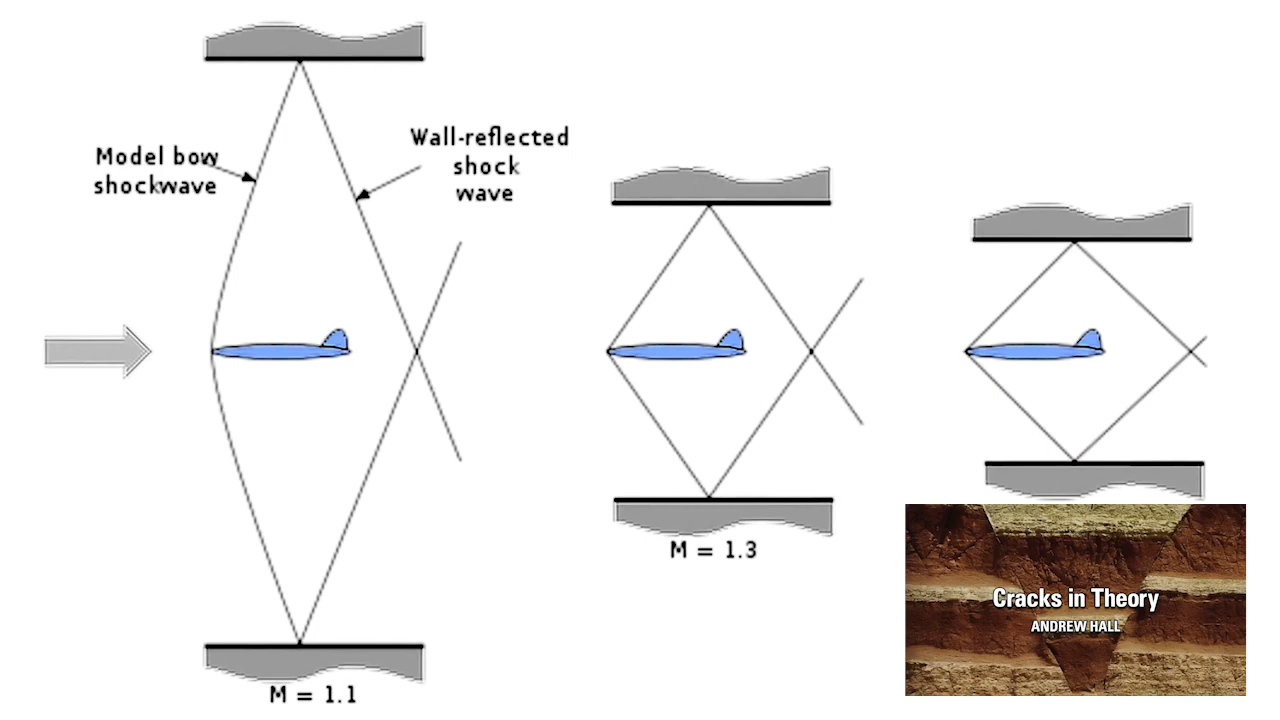 Model bow
shockwave
Wall-reflected
shock
wave
M = 1.1
M = 1.3
Cracks in Theory
ANDREW HALL